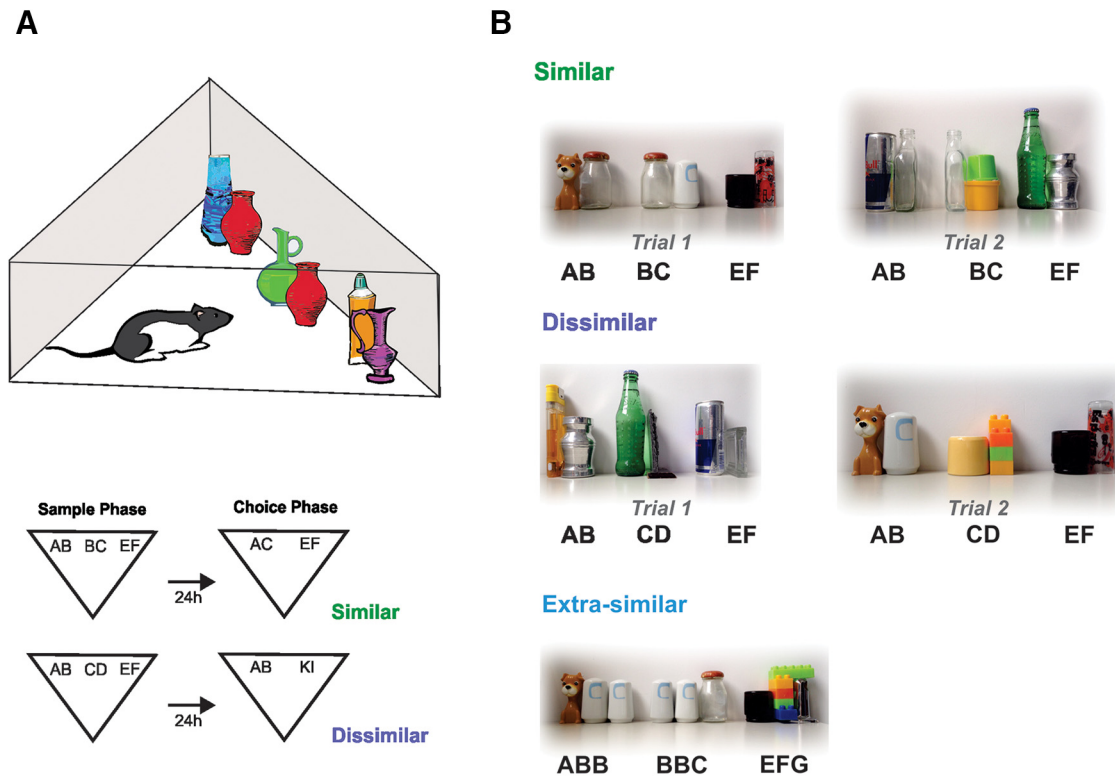 A
Sample Phase
Choice Phase
AB BC EF
24h
AC EF
Similar
AB CD EF
24h
AB KI
Dissimilar
B
Similar
Trial 1
AB BC EF
Trial 2
AB BC EF
Dissimilar
Trial 1
AB CD EF
Trial 2
AB CD EF
Extra-similar
ABB BBC EFG